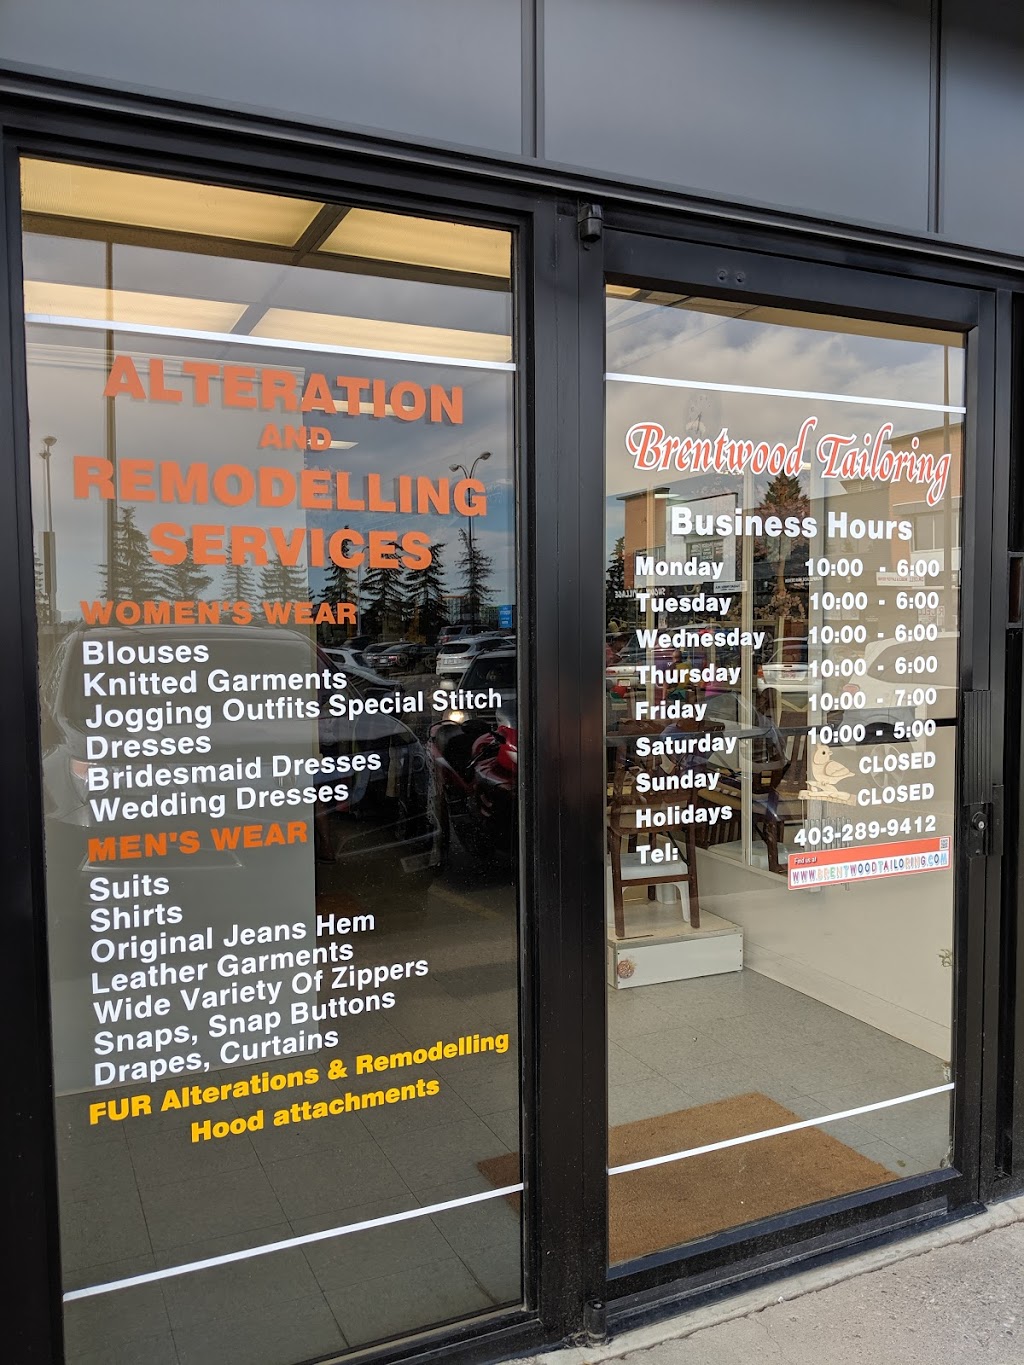 ALTERATION
AND
REMODELLING
SERVICES
WOMEN'S WEAR
Blouses
Knitted Garments
Jogging Outfits Special Stitch
Dresses
Bridesmaid Dresses
Wedding Dresses
MEN'S WEAR
Suits
Shirts
Original Jeans Hem
Leather Garments
Wide Variety Of Zippers
Snaps, Snap Buttons
Drapes, Curtains
FUR Alterations & Remodelling
Hood attachments
Brentwood Tailoring
Business Hours
Monday 10:00 - 6:00
Tuesday 10:00 - 6:00
Wednesday 10:00 - 6:00
Thursday 10:00 - 6:00
Friday 10:00 - 7:00
Saturday 10:00 - 5:00
Sunday CLOSED
Holidays CLOSED
Tel: 403-289-9412
Find us at
WWW.BRENTWOODTAILORING.COM